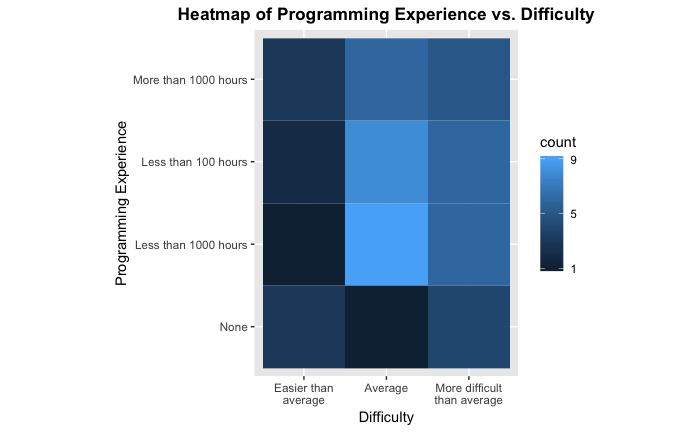 Heatmap of Programming Experience vs. Difficulty
Programming Experience
More than 1000 hours
Less than 100 hours
Less than 1000 hours
None
Easier than
average
Average
More difficult
than average
Difficulty
count
9
5
1